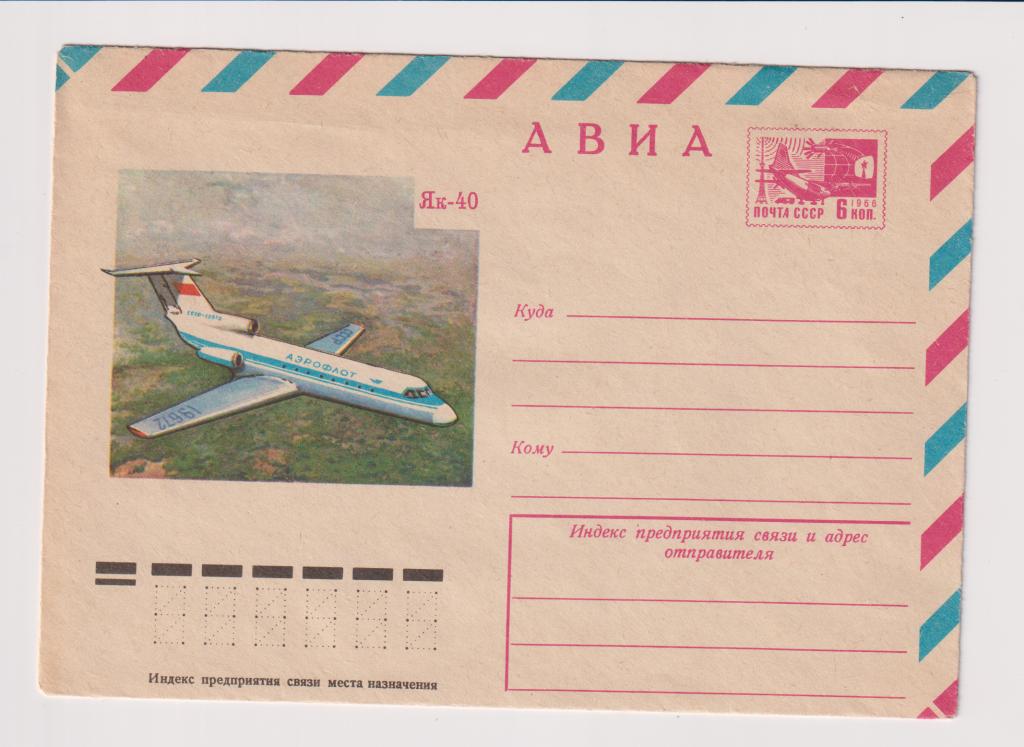 АВИА
Як-40
1966
ПОЧТА СССР 6 КОП.
АЭРОФЛОТ
СССР
19672
Куда
Кому
Индекс предприятия связи и адрес
отправителя
Индекс предприятия связи места назначения